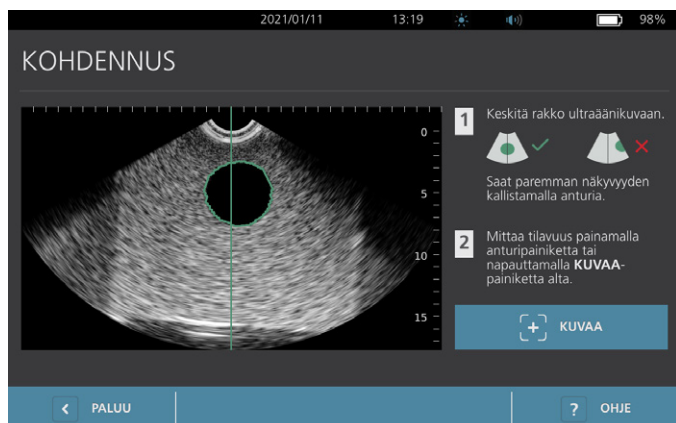 2021/01/11 13:19 98%
KOHDENNUS
0
5
10
15
1 Keskitä rakko ultraäänikuvaan.
Saat paremman näkyvyyden
kallistamalla anturia.
2 Mittaa tilavuus painamalla
anturipainiketta tai
napauttamalla KUVAA-
painiketta alta.
KUVAA
PALUU
? OHJE